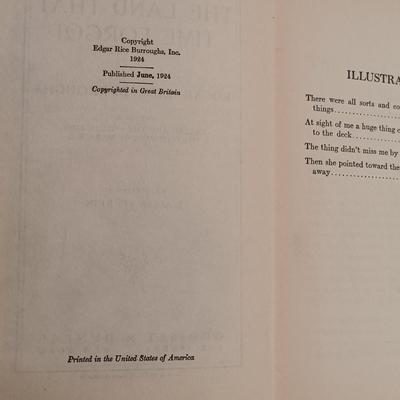 Copyright
Edgar Rice Burroughs, Inc.
1924
Published June, 1924
Copyrighted in Great Britain
Printed in the United States of America
ILLUSTRA
There were all sorts and co
things
At sight of me a huge thing
to the deck
The thing didn't miss me by
Then she pointed toward the
away